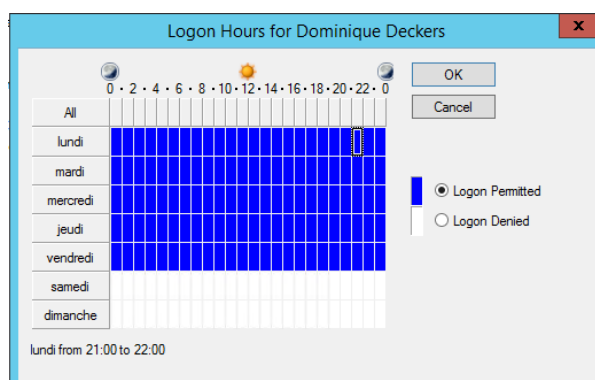 Logon Hours for Dominique Deckers
x
0 · 2 · 4 · 6 · 8 · 10 · 12 · 14 · 16 · 18 · 20 · 22 · 0
OK
Cancel
All
lundi
mardi
mercredi
jeudi
vendredi
samedi
dimanche
Logon Permitted
Logon Denied
lundi from 21:00 to 22:00